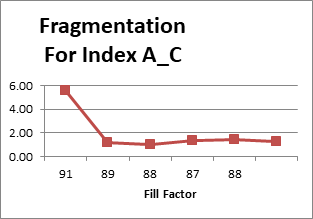 Fragmentation
For Index A_C
6.00
4.00
2.00
0.00
91 89 88 87 88
Fill Factor